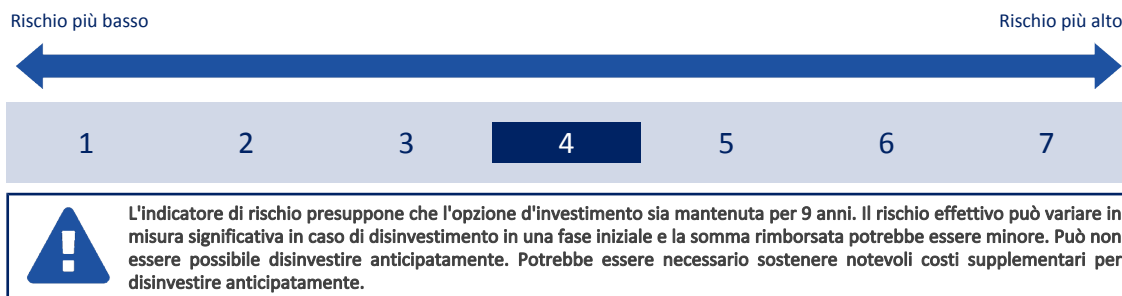 Rischio più basso Rischio più alto
1 2 3 4 5 6 7
L'indicatore di rischio presuppone che l'opzione d'investimento sia mantenuta per 9 anni. Il rischio effettivo può variare in
misura significativa in caso di disinvestimento in una fase iniziale e la somma rimborsata potrebbe essere minore. Può non
essere possibile disinvestire anticipatamente. Potrebbe essere necessario sostenere notevoli costi supplementari per
disinvestire anticipatamente.